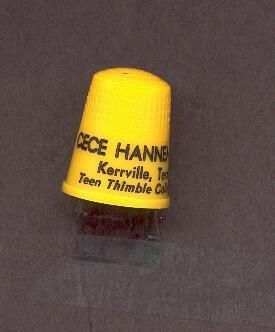 CECE HANNE
Kerrville, Te
Teen Thimble Co